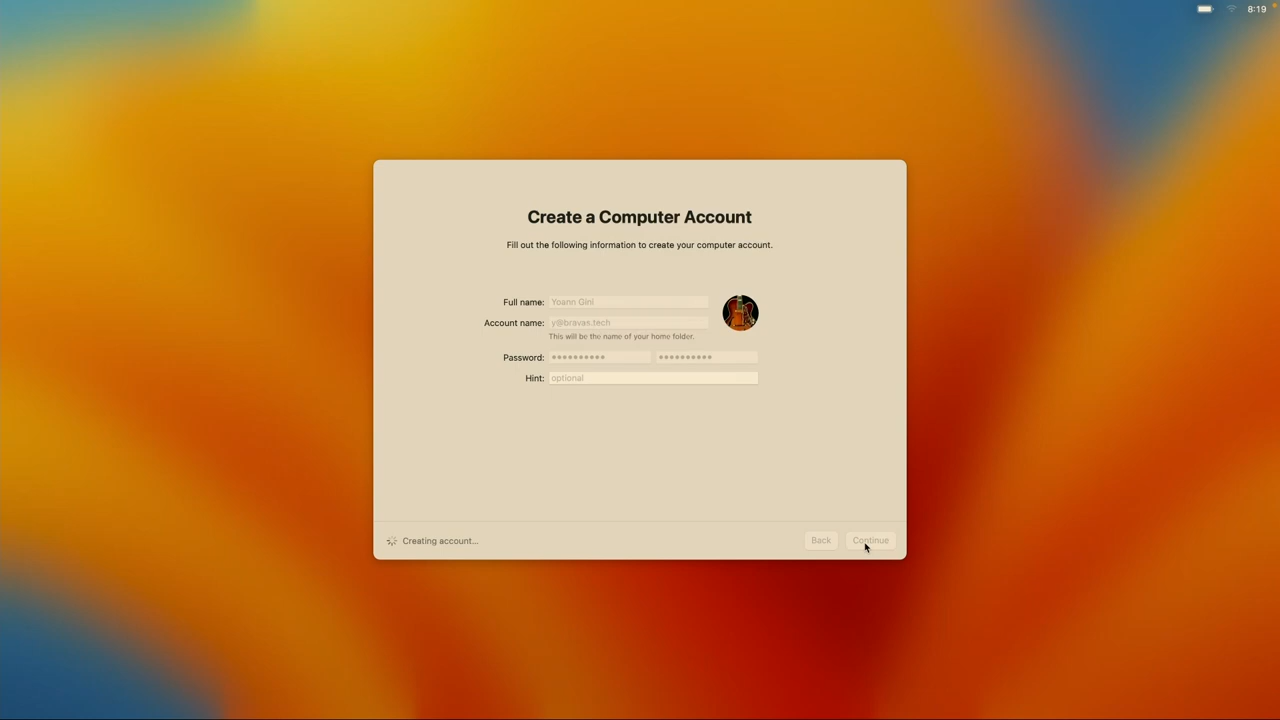 8:19
Create a Computer Account
Fill out the following information to create your computer account.
Full name: Yoann Gini
Account name: y@bravas.tech
This will be the name of your home folder.
Password: ●●●●●●●●●● ●●●●●●●●●●
Hint: optional
Creating account...
Back Continue